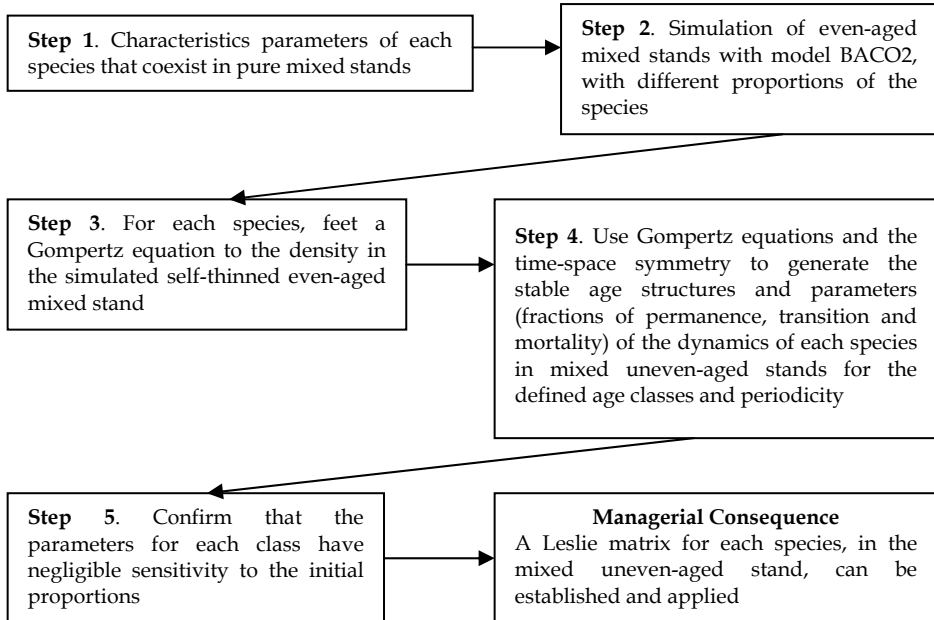 Step 1. Characteristics parameters of each
species that coexist in pure mixed stands
Step 2. Simulation of even-aged
mixed stands with model BACO2,
with different proportions of the
species
Step 3. For each species, feet a
Gompertz equation to the density in
the simulated self-thinned even-aged
mixed stand
Step 4. Use Gompertz equations and the
time-space symmetry to generate the
stable age structures and parameters
(fractions of permanence, transition and
mortality) of the dynamics of each species
in mixed uneven-aged stands for the
defined age classes and periodicity
Step 5. Confirm that the
parameters for each class have
negligible sensitivity to the initial
proportions
Managerial Consequence
A Leslie matrix for each species, in the
mixed uneven-aged stand, can be
established and applied